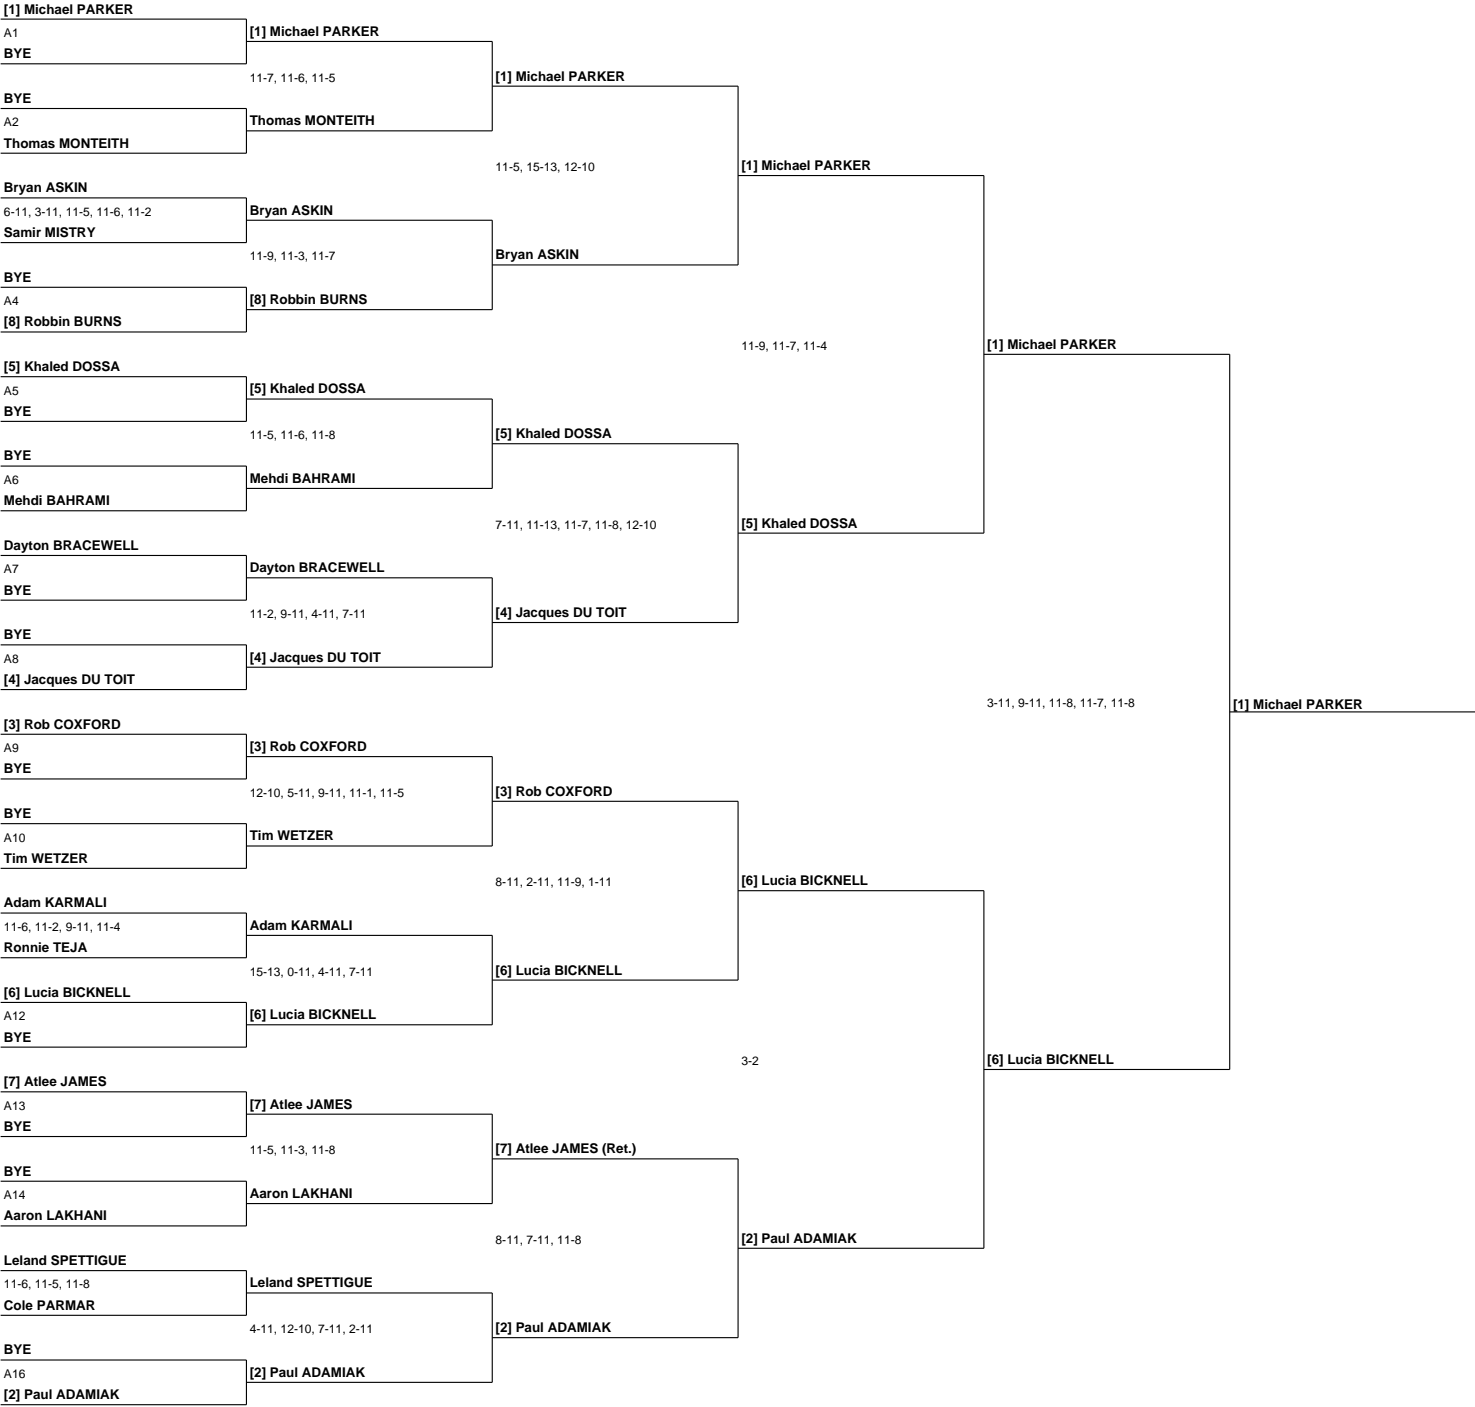 [1] Michael PARKER
A1
BYE
BYE
A2
Thomas MONTEITH
Bryan ASKIN
6-11, 3-11, 11-5, 11-6, 11-2
Samir MISTRY
BYE
A4
[8] Robbin BURNS
[5] Khaled DOSSA
A5
BYE
BYE
A6
Mehdi BAHRAMI
Dayton BRACEWELL
A7
BYE
BYE
A8
[4] Jacques DU TOIT
[3] Rob COXFORD
A9
BYE
BYE
A10
Tim WETZER
Adam KARMALI
11-6, 11-2, 9-11, 11-4
Ronnie TEJA
[6] Lucia BICKNELL
A12
BYE
[7] Atlee JAMES
A13
BYE
BYE
A14
Aaron LAKHANI
Leland SPETTIGUE
11-6, 11-5, 11-8
Cole PARMAR
BYE
A16
[2] Paul ADAMIAK
[1] Michael PARKER
11-7, 11-6, 11-5
Thomas MONTEITH
Bryan ASKIN
11-9, 11-3, 11-7
[8] Robbin BURNS
[5] Khaled DOSSA
11-5, 11-6, 11-8
Mehdi BAHRAMI
Dayton BRACEWELL
11-2, 9-11, 4-11, 7-11
[4] Jacques DU TOIT
[3] Rob COXFORD
12-10, 5-11, 9-11, 11-1, 11-5
Tim WETZER
Adam KARMALI
15-13, 0-11, 4-11, 7-11
[6] Lucia BICKNELL
[7] Atlee JAMES
11-5, 11-3, 11-8
Aaron LAKHANI
Leland SPETTIGUE
4-11, 12-10, 7-11, 2-11
[2] Paul ADAMIAK
[1] Michael PARKER
11-5, 15-13, 12-10
Bryan ASKIN
[5] Khaled DOSSA
7-11, 11-13, 11-7, 11-8, 12-10
[4] Jacques DU TOIT
[3] Rob COXFORD
8-11, 2-11, 11-9, 1-11
[6] Lucia BICKNELL
[7] Atlee JAMES (Ret.)
8-11, 7-11, 11-8
[2] Paul ADAMIAK
[1] Michael PARKER
11-9, 11-7, 11-4
[5] Khaled DOSSA
[6] Lucia BICKNELL
3-2
[2] Paul ADAMIAK
[1] Michael PARKER
3-11, 9-11, 11-8, 11-7, 11-8
[6] Lucia BICKNELL
[1] Michael PARKER